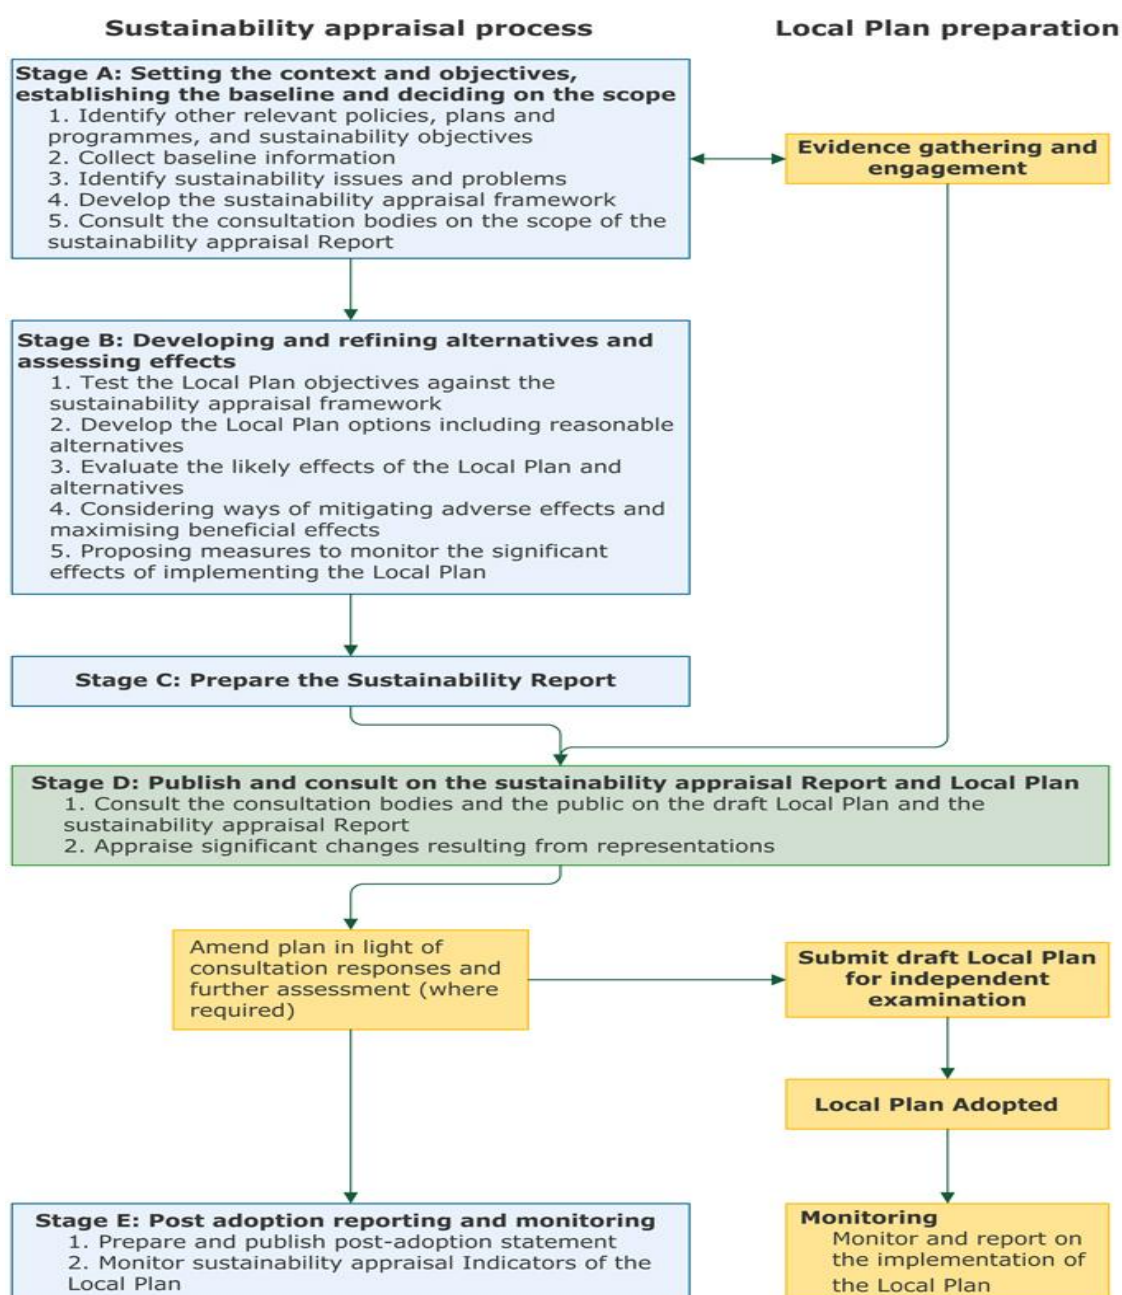 Sustainability appraisal process
Local Plan preparation
Stage A: Setting the context and objectives,
establishing the baseline and deciding on the scope
1. Identify other relevant policies, plans and
programmes, and sustainability objectives
2. Collect baseline information
3. Identify sustainability issues and problems
4. Develop the sustainability appraisal framework
5. Consult the consultation bodies on the scope of the
sustainability appraisal Report
Evidence gathering and
engagement
Stage B: Developing and refining alternatives and
assessing effects
1. Test the Local Plan objectives against the
sustainability appraisal framework
2. Develop the Local Plan options including reasonable
alternatives
3. Evaluate the likely effects of the Local Plan and
alternatives
4. Considering ways of mitigating adverse effects and
maximising beneficial effects
5. Proposing measures to monitor the significant
effects of implementing the Local Plan
Stage C: Prepare the Sustainability Report
Stage D: Publish and consult on the sustainability appraisal Report and Local Plan
1. Consult the consultation bodies and the public on the draft Local Plan and the
sustainability appraisal Report
2. Appraise significant changes resulting from representations
Amend plan in light of
consultation responses and
further assessment (where
required)
Submit draft Local Plan
for independent
examination
Local Plan Adopted
Stage E: Post adoption reporting and monitoring
1. Prepare and publish post-adoption statement
2. Monitor sustainability appraisal Indicators of the
Local Plan
Monitoring
Monitor and report on
the implementation of
the Local Plan